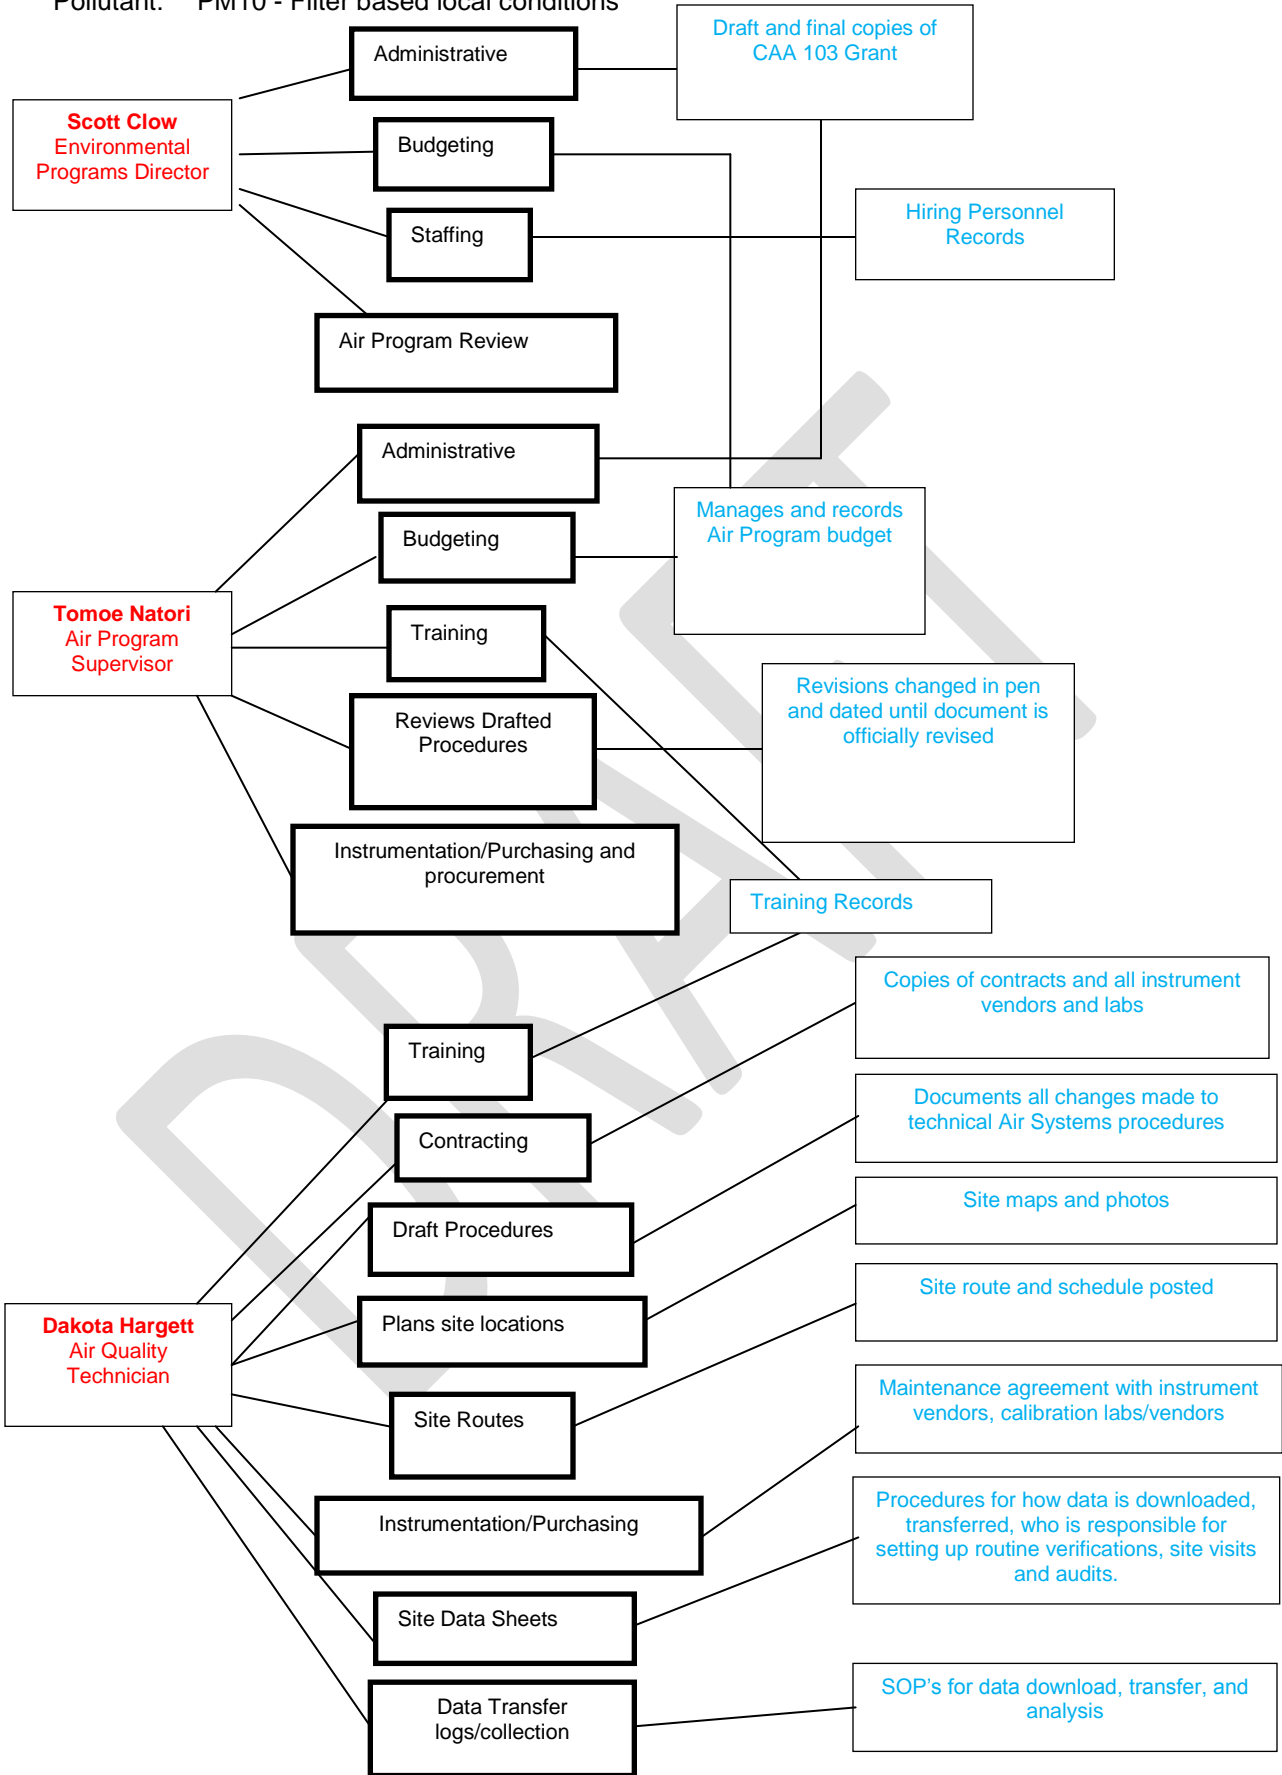 Pollutant: PM10 - Filter based local conditions
Draft and final copies of
CAA 103 Grant
Administrative
Scott Clow
Environmental
Programs Director
Budgeting
Hiring Personnel
Records
Staffing
Air Program Review
Administrative
Manages and records
Air Program budget
Budgeting
Tomoe Natori
Air Program
Supervisor
Training
Revisions changed in pen
and dated until document is
officially revised
Reviews Drafted
Procedures
Instrumentation/Purchasing and
procurement
Training Records
Copies of contracts and all instrument
vendors and labs
Training
Documents all changes made to
technical Air Systems procedures
Contracting
Site maps and photos
Draft Procedures
Site route and schedule posted
Dakota Hargett
Air Quality
Technician
Plans site locations
Maintenance agreement with instrument
vendors, calibration labs/vendors
Site Routes
Procedures for how data is downloaded,
transferred, who is responsible for
setting up routine verifications, site visits
and audits.
Instrumentation/Purchasing
Site Data Sheets
SOP's for data download, transfer, and
analysis
Data Transfer
logs/collection
DRAFT